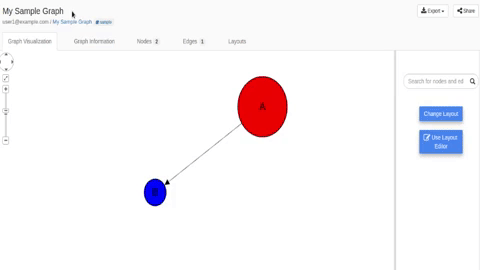 My Sample Graph
Export
Share
user1@example.com / My Sample Graph
Graph Visualization
Graph Information
Nodes 2
Edges 1
Layouts
Search for nodes and ed
A
Change Layout
Use Layout
Editor